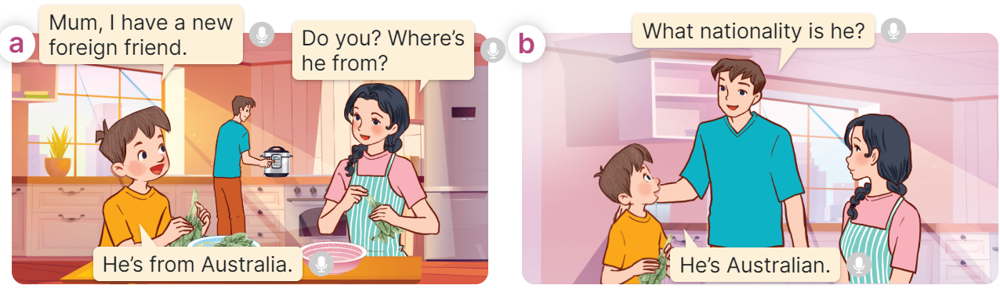 a
Mum, I have a new
foreign friend.
Do you? Where's
he from?
He's from Australia.
b
What nationality is he?
He's Australian.